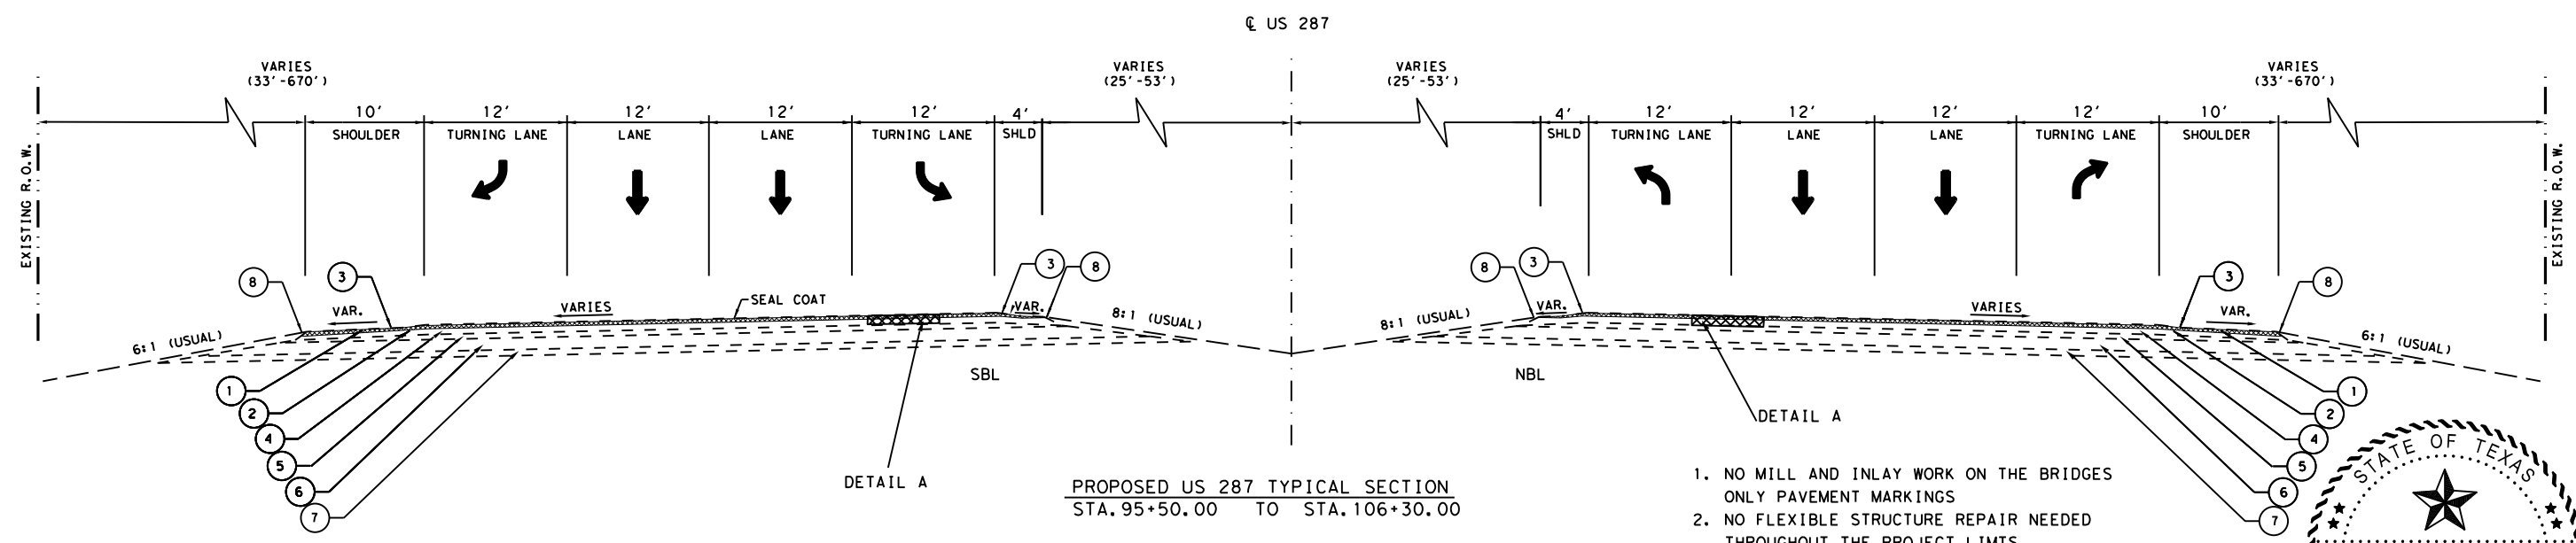 ℄ US 287
VARIES VARIES VARIES VARIES
(33'-670') (25'-53') (25'-53') (33'-670')
10' 12' 12' 12' 12' 4' 4' 12' 12' 12' 12' 10'
SHOULDER TURNING LANE LANE LANE TURNING LANE SHLD SHLD TURNING LANE LANE LANE TURNING LANE SHOULDER
EXISTING R.O.W.
EXISTING R.O.W.
8 3 3 8 8 3 3 8
VAR. VARIES SEAL COAT VAR. VAR. VARIES VAR.
6:1 (USUAL) 8:1 (USUAL) 8:1 (USUAL) 6:1 (USUAL)
SBL NBL
1 1
2 2
4 4
5 5
6 6
7 7
DETAIL A
DETAIL A
PROPOSED US 287 TYPICAL SECTION
STA.95+50.00 TO STA.106+30.00
1. NO MILL AND INLAY WORK ON THE BRIDGES
ONLY PAVEMENT MARKINGS
2. NO FLEXIBLE STRUCTURE REPAIR NEEDED
THROUGHOUT THE PROJECT LIMITS
STATE OF TEXAS